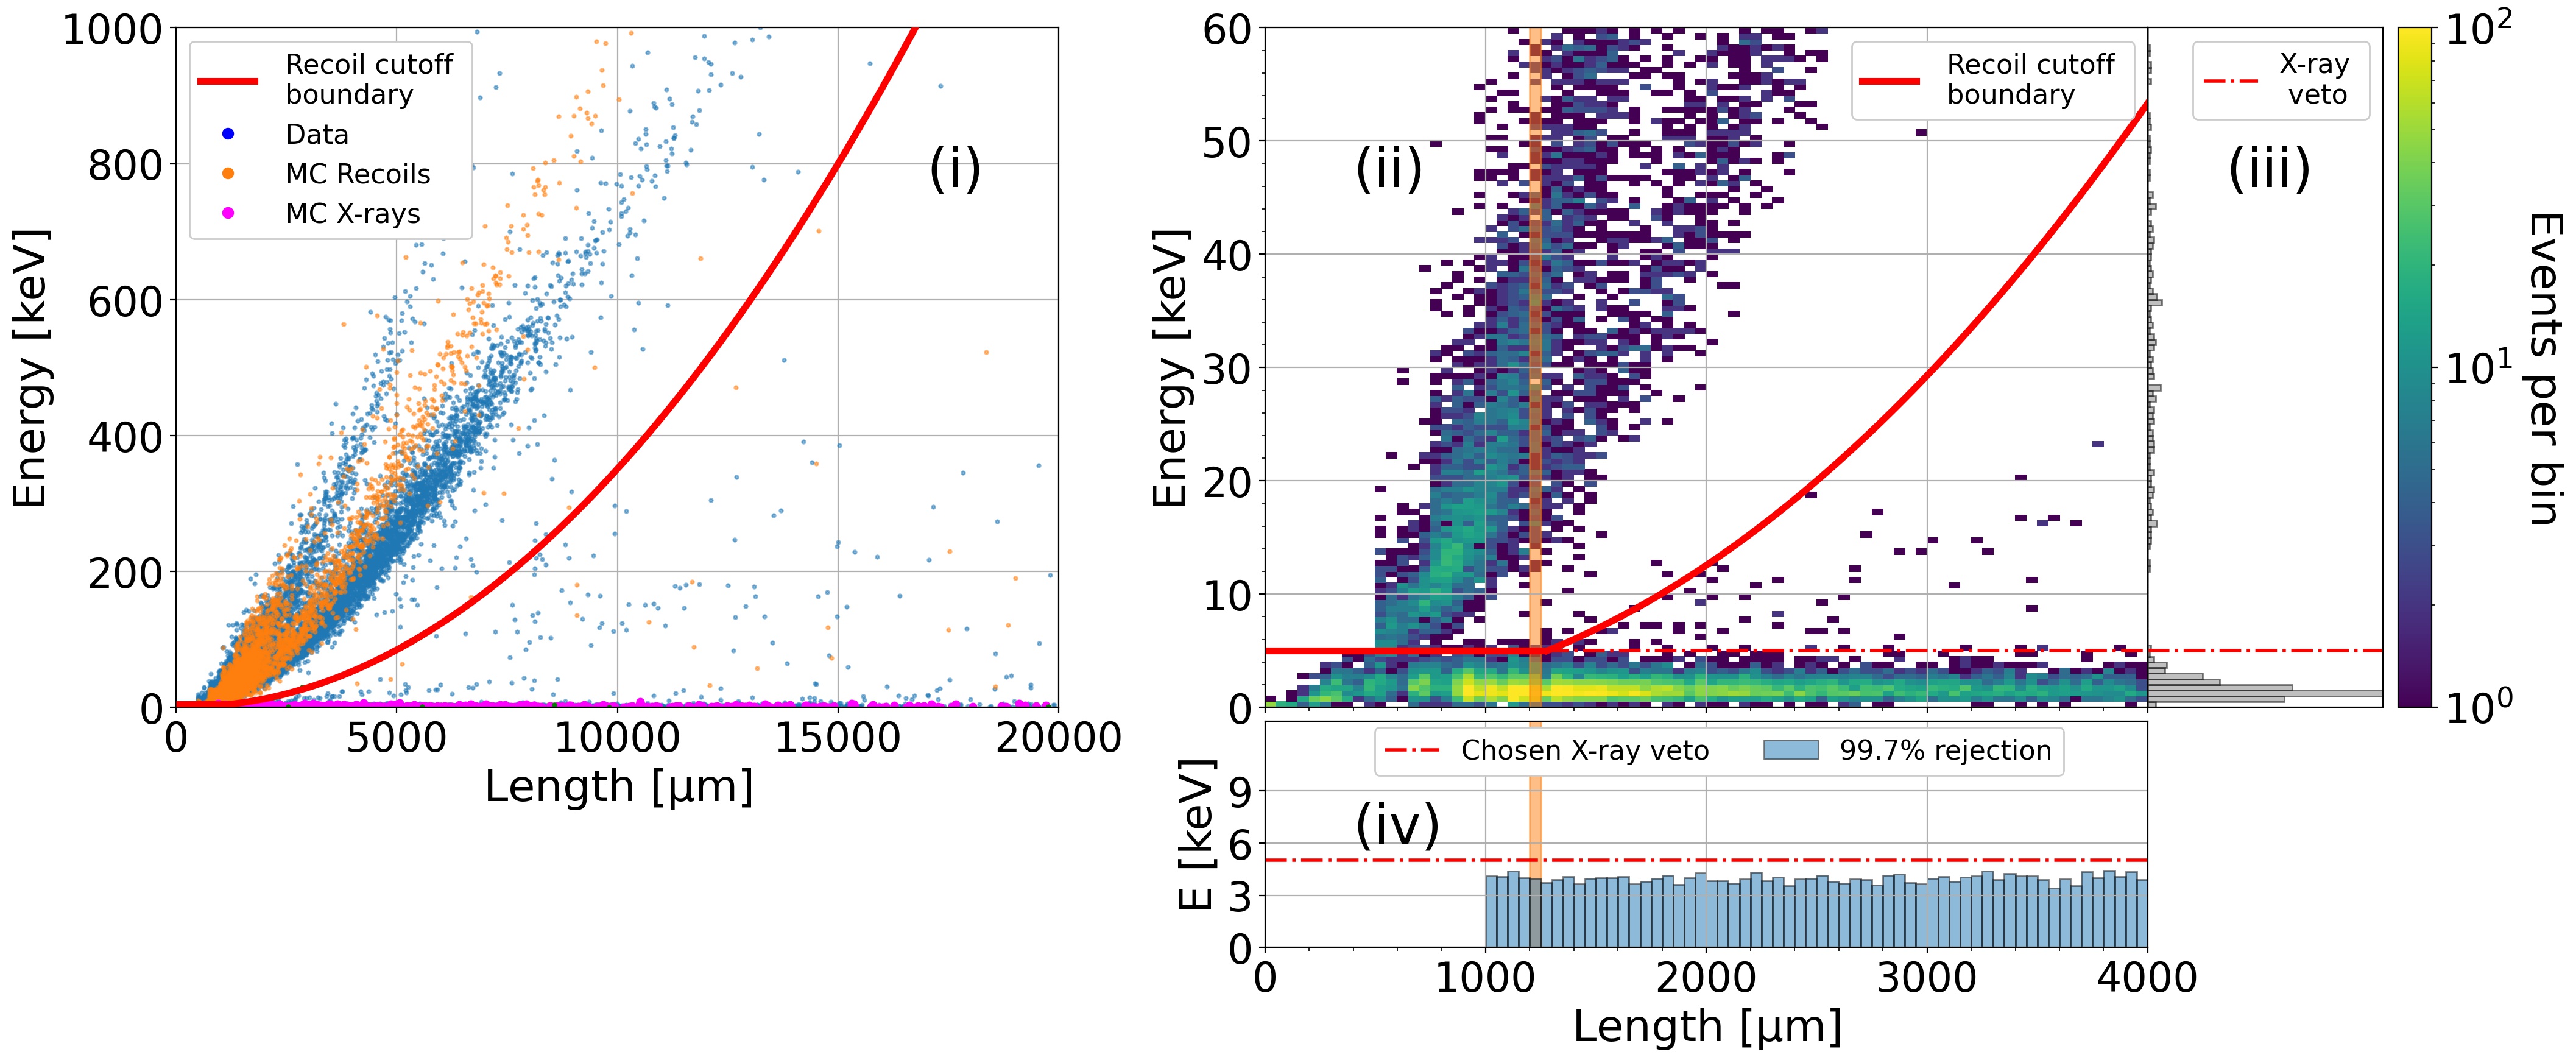 1000
800
600
400
200
0
Energy [keV]
Recoil cutoff
boundary
Data
MC Recoils
MC X-rays
(i)
0 5000 10000 15000 20000
Length [µm]
60
50
40
30
20
10
0
Energy [keV]
Recoil cutoff
boundary
(ii)
X-ray
veto
(iii)
10²
10¹
10⁰
Events per bin
Chosen X-ray veto 99.7% rejection
9
6
3
0
E [keV]
(iv)
0 1000 2000 3000 4000
Length [µm]